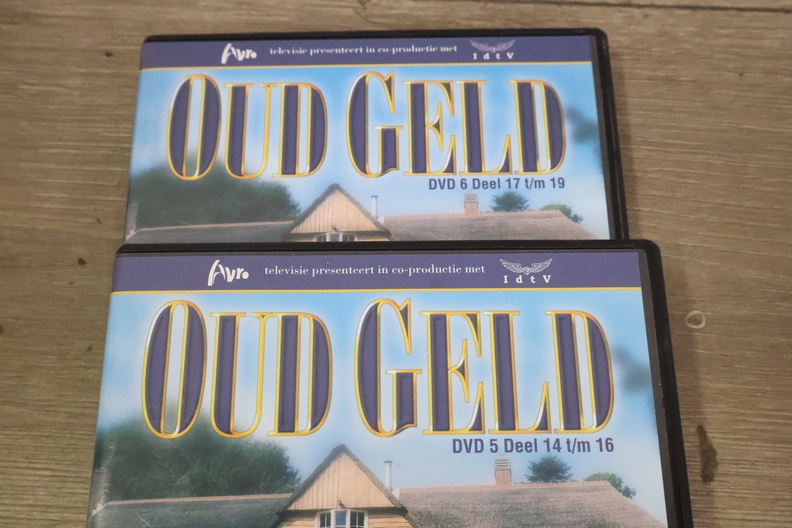 Avro televisie presenteert in co-productie met IdtV
OUD GELD
DVD 6 Deel 17 t/m 19
Avro televisie presenteert in co-productie met IdtV
OUD GELD
DVD 5 Deel 14 t/m 16